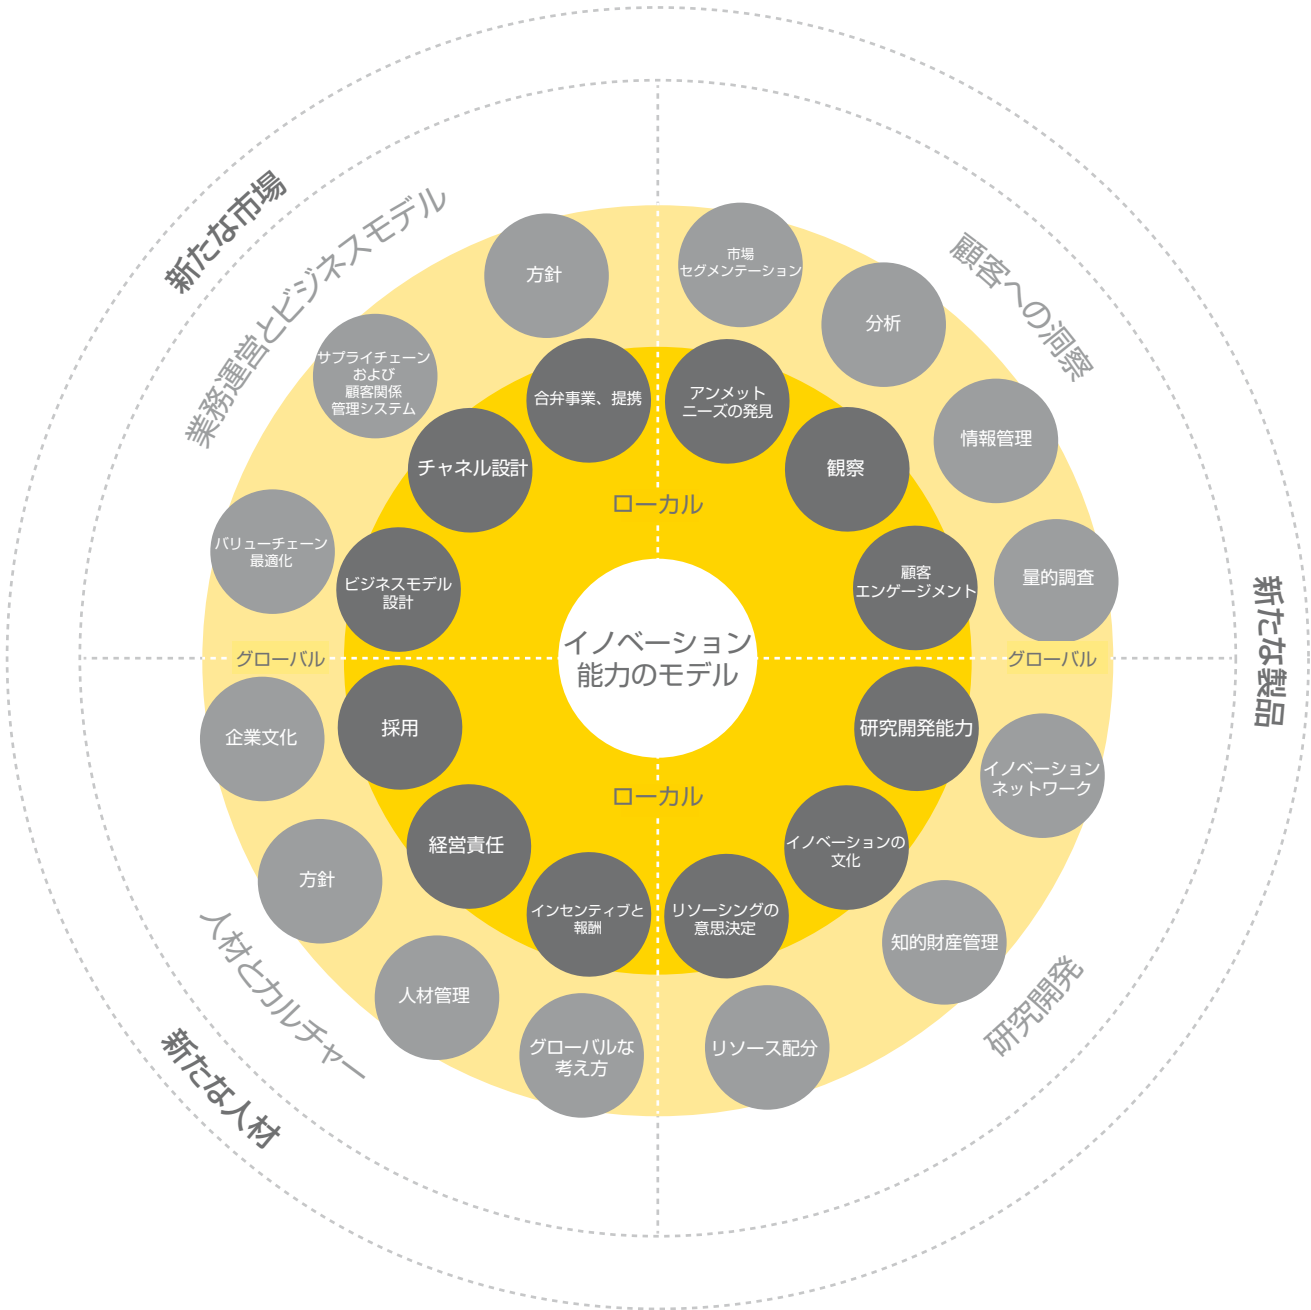 新たな市場
業務運営とビジネスモデル
顧客への洞察
新たな製品
方針
市場
セグメンテーション
分析
サプライチェーン
および
顧客関係
管理システム
合弁事業、提携
アンメット
ニーズの発見
情報管理
チャネル設計
観察
ローカル
バリューチェーン
最適化
ビジネスモデル
設計
顧客
エンゲージメント
量的調査
グローバル
イノベーション
能力のモデル
グローバル
企業文化
採用
研究開発能力
イノベーション
ネットワーク
ローカル
経営責任
イノベーションの
文化
方針
インセンティブと
報酬
リソーシングの
意思決定
知的財産管理
人材管理
グローバルな
考え方
リソース配分
人材とカルチャー
研究開発
新たな人材